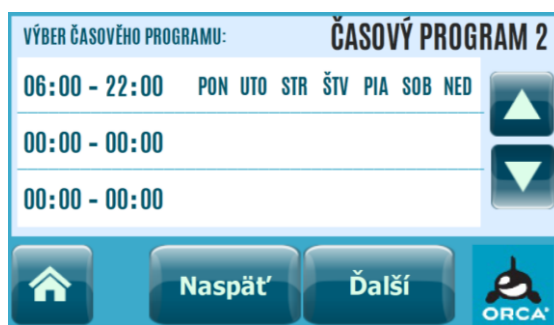 VÝBER ČASOVÉHO PROGRAMU:
ČASOVÝ PROGRAM 2
06:00 - 22:00 PON UTO STR ŠTV PIA SOB NED
00:00 - 00:00
00:00 - 00:00
Naspäť
Ďalší
ORCA